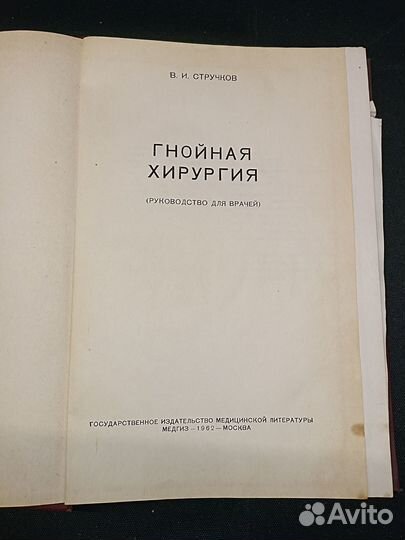 В. И. СТРУЧКОВ
ГНОЙНАЯ
ХИРУРГИЯ
(РУКОВОДСТВО ДЛЯ ВРАЧЕЙ)
ГОСУДАРСТВЕННОЕ ИЗДАТЕЛЬСТВО МЕДИЦИНСКОЙ ЛИТЕРАТУРЫ
МЕДГИЗ — 1962 — МОСКВА
Avito